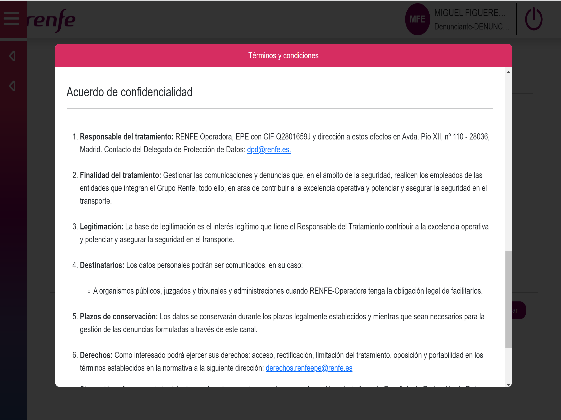 renfe
MFE
MIGUEL FIGUERE...
Denunciante-DENUNC...
Términos y condiciones
Acuerdo de confidencialidad
1. Responsable del tratamiento: RENFE Operadora, EPE con CIF Q2801659J y dirección a estos efectos en Avda. Pio XII, nº 110 - 28036,
Madrid. Contacto del Delegado de Protección de Datos: dpd@renfe.es.
2. Finalidad del tratamiento: Gestionar las comunicaciones y denuncias que, en el ámbito de la seguridad, realicen los empleados de las
entidades que integran el Grupo Renfe, todo ello, en aras de contribuir a la excelencia operativa y potenciar y asegurar la seguridad en el
transporte.
3. Legitimación: La base de legitimación es el interés legítimo que tiene el Responsable del Tratamiento contribuir a la excelencia operativa
y potenciar y asegurar la seguridad en el transporte.
4. Destinatarios: Los datos personales podrán ser comunicados, en su caso:
A organismos públicos, juzgados y tribunales y administraciones cuando RENFE-Operadora tenga la obligación legal de facilitarlos.
5. Plazos de conservación: Los datos se conservarán durante los plazos legalmente establecidos y mientras que sean necesarios para la
gestión de las denuncias formuladas a través de este canal.
6. Derechos: Como interesado podrá ejercer sus derechos: acceso, rectificación, limitación del tratamiento, oposición y portabilidad en los
términos establecidos en la normativa a la siguiente dirección: derechos.renfeepe@renfe.es